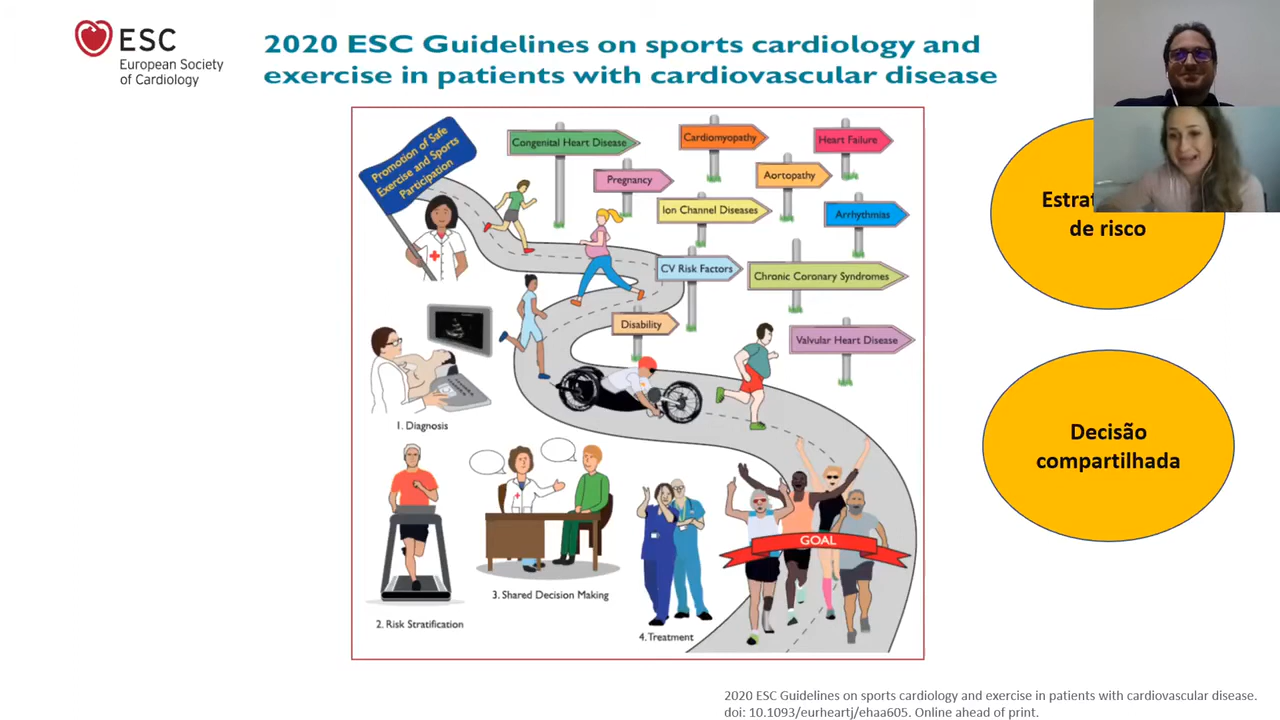 ESC
European Society
of Cardiology
2020 ESC Guidelines on sports cardiology and
exercise in patients with cardiovascular disease
Promotion of Safe
Exercise and Sports
Participation
Congenital Heart Disease
Cardiomyopathy
Heart Failure
Pregnancy
Aortopathy
Ion Channel Diseases
Arrhythmias
CV Risk Factors
Chronic Coronary Syndromes
Disability
Valvular Heart Disease
1. Diagnosis
2. Risk Stratification
3. Shared Decision Making
4. Treatment
GOAL
de risco
Decisão
compartilhada
2020 ESC Guidelines on sports cardiology and exercise in patients with cardiovascular disease.
doi: 10.1093/eurheartj/ehaa605. Online ahead of print.